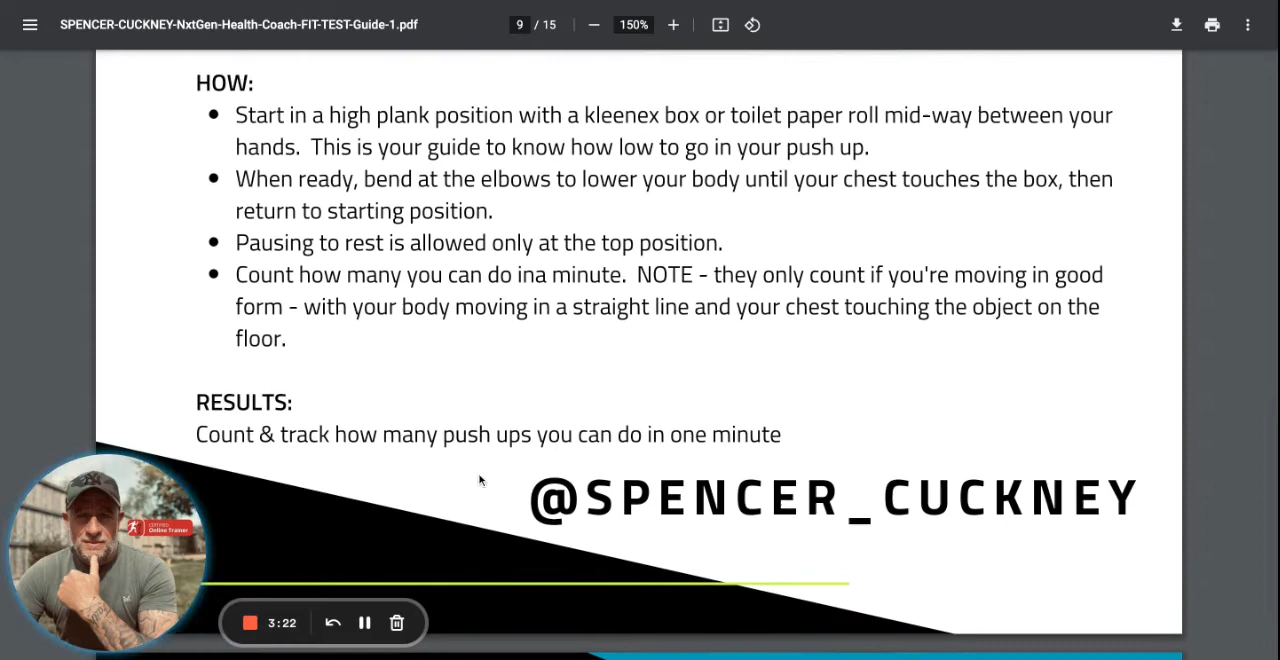 SPENCER-CUCKNEY-NxtGen-Health-Coach-FIT-TEST-Guide-1.pdf
9 / 15
150%
HOW:
Start in a high plank position with a kleenex box or toilet paper roll mid-way between your
hands. This is your guide to know how low to go in your push up.
When ready, bend at the elbows to lower your body until your chest touches the box, then
return to starting position.
Pausing to rest is allowed only at the top position.
Count how many you can do ina minute. NOTE - they only count if you're moving in good
form - with your body moving in a straight line and your chest touching the object on the
floor.
RESULTS:
Count & track how many push ups you can do in one minute
@SPENCER_CUCKNEY
CERTIFIED
Online Trainer
3:22